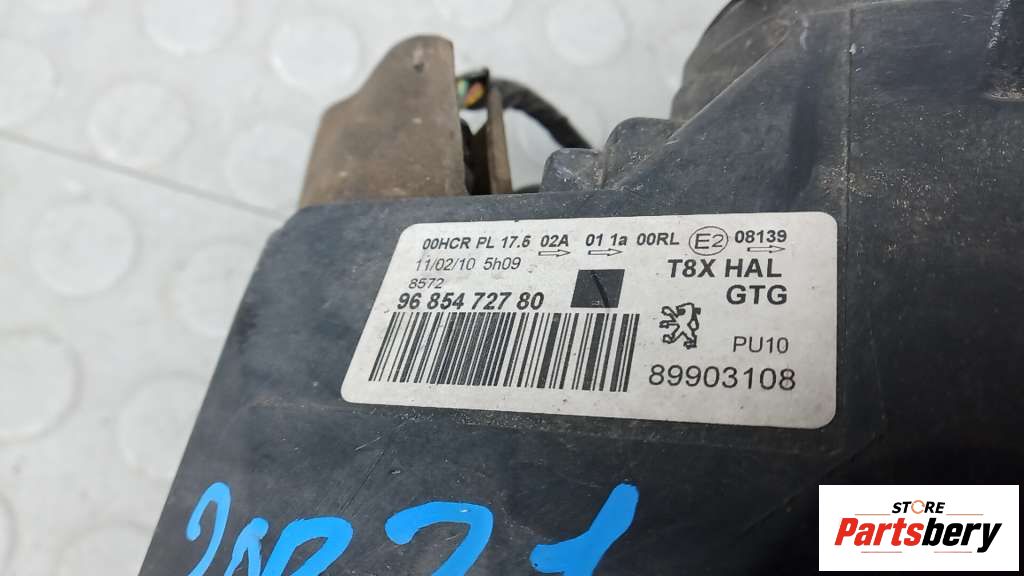 00HCR PL 17.5 02A 01 1a 00RL E2 08139
11/02/10 5h09
8572
96 854 727 80
T8X HAL
GTG
PU10
89903108
STORE
Partsbery